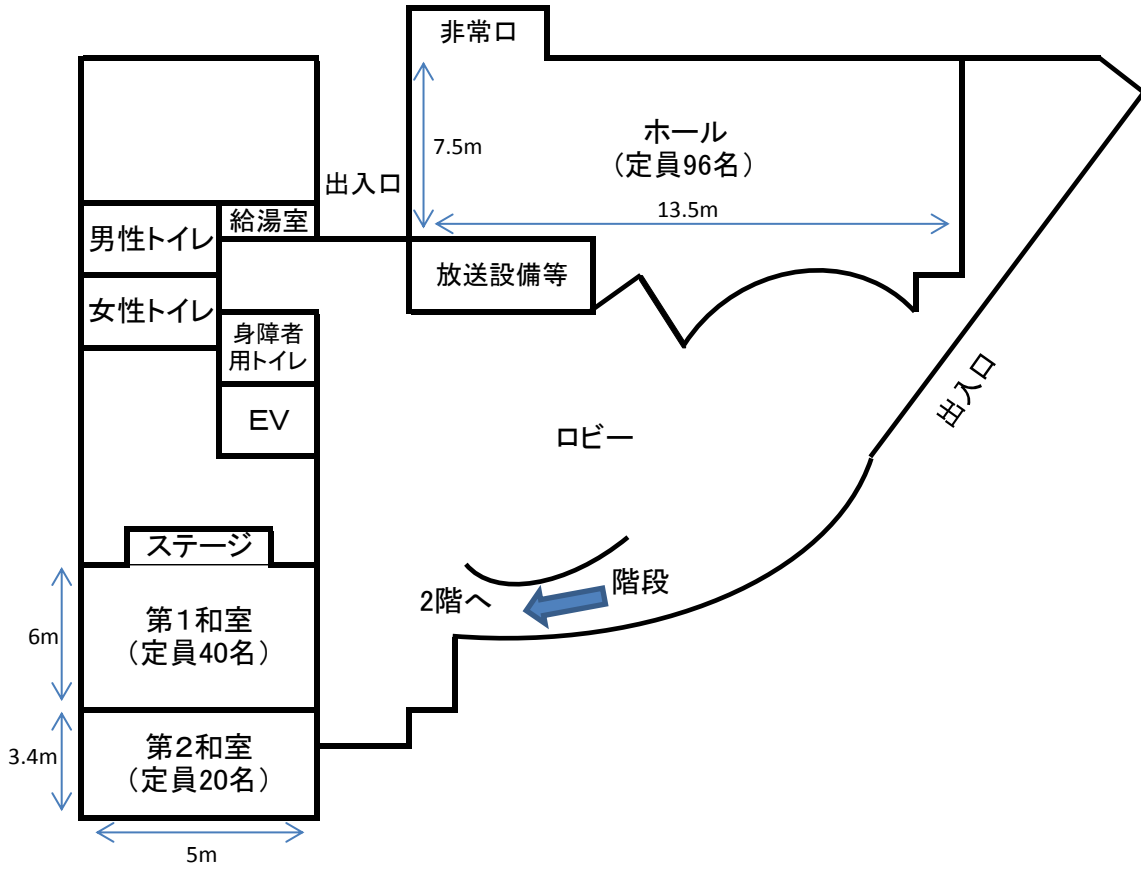 非常口
7.5m
ホール
（定員96名）
13.5m
出入口
男性トイレ
給湯室
放送設備等
女性トイレ
身障者
用トイレ
EV
ロビー
出入口
ステージ
2階へ
階段
6m
第1和室
（定員40名）
3.4m
第2和室
（定員20名）
5m